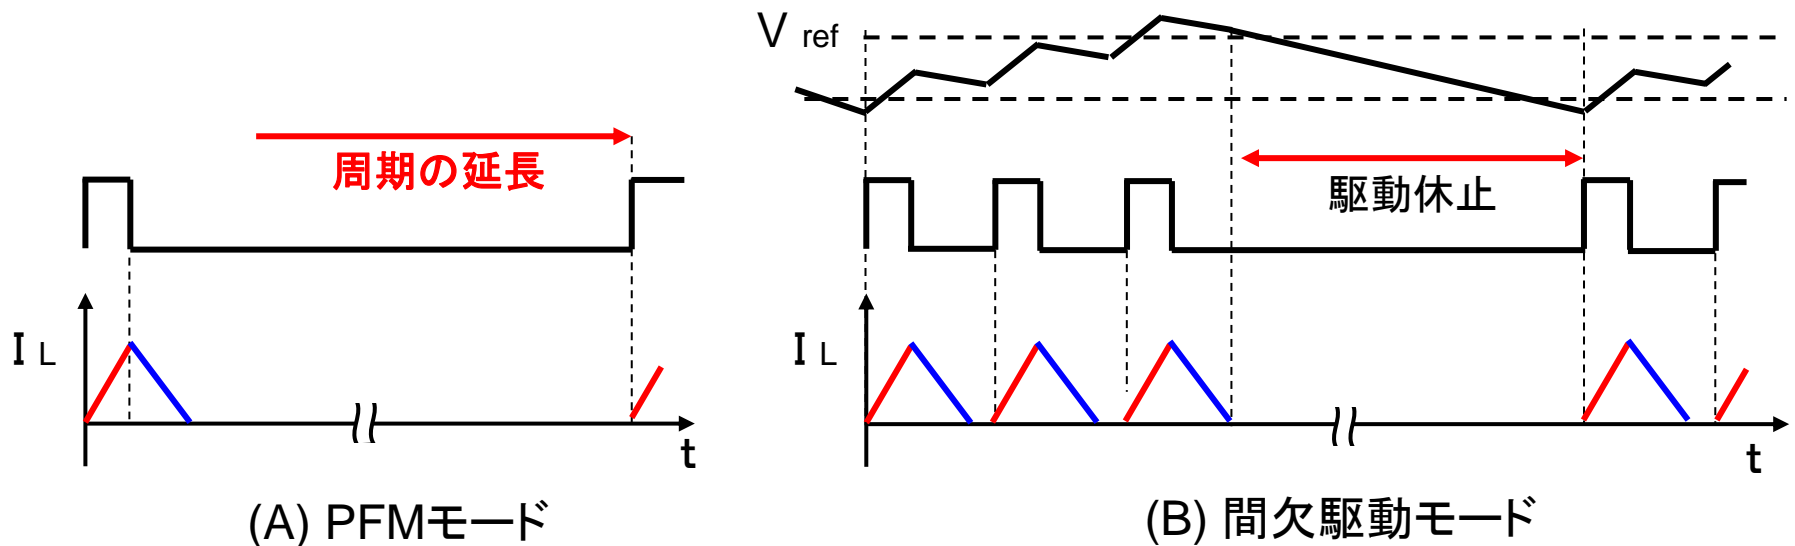 周期の延長
I L
t
(A) PFMモード
V ref
駆動休止
I L
t
(B) 間欠駆動モード